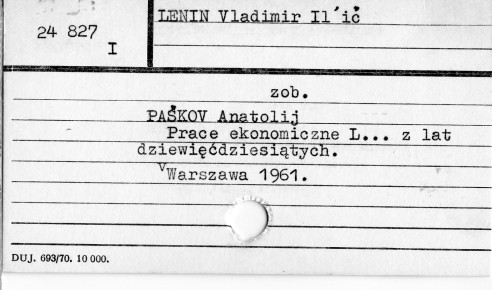 24 827
I
LENIN Vladimir Il´ič
zob.
PAŠKOV Anatolij
Prace ekonomiczne L... z lat
dziewięćdziesiątych.
Warszawa 1961.
DUJ. 693/70. 10 000.